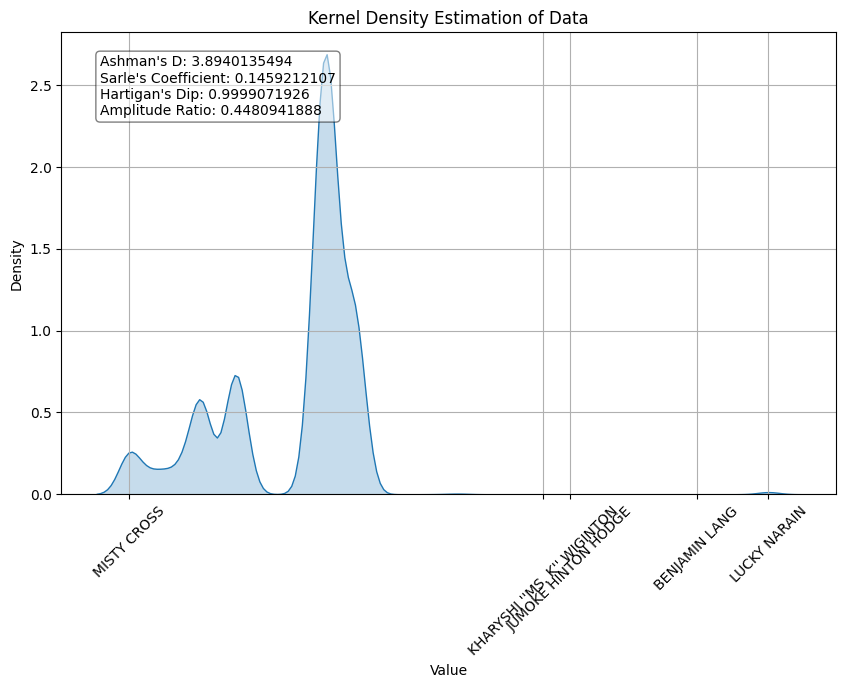 Kernel Density Estimation of Data
Ashman's D: 3.8940135494
Sarle's Coefficient: 0.1459212107
Hartigan's Dip: 0.9999071926
Amplitude Ratio: 0.4480941888
2.5
2.0
1.5
1.0
0.5
0.0
Density
MISTY CROSS
KHARYSHI "MS. K" WIGINTON
JUMOKE HINTON HODGE
BENJAMIN LANG
LUCKY NARAIN
Value